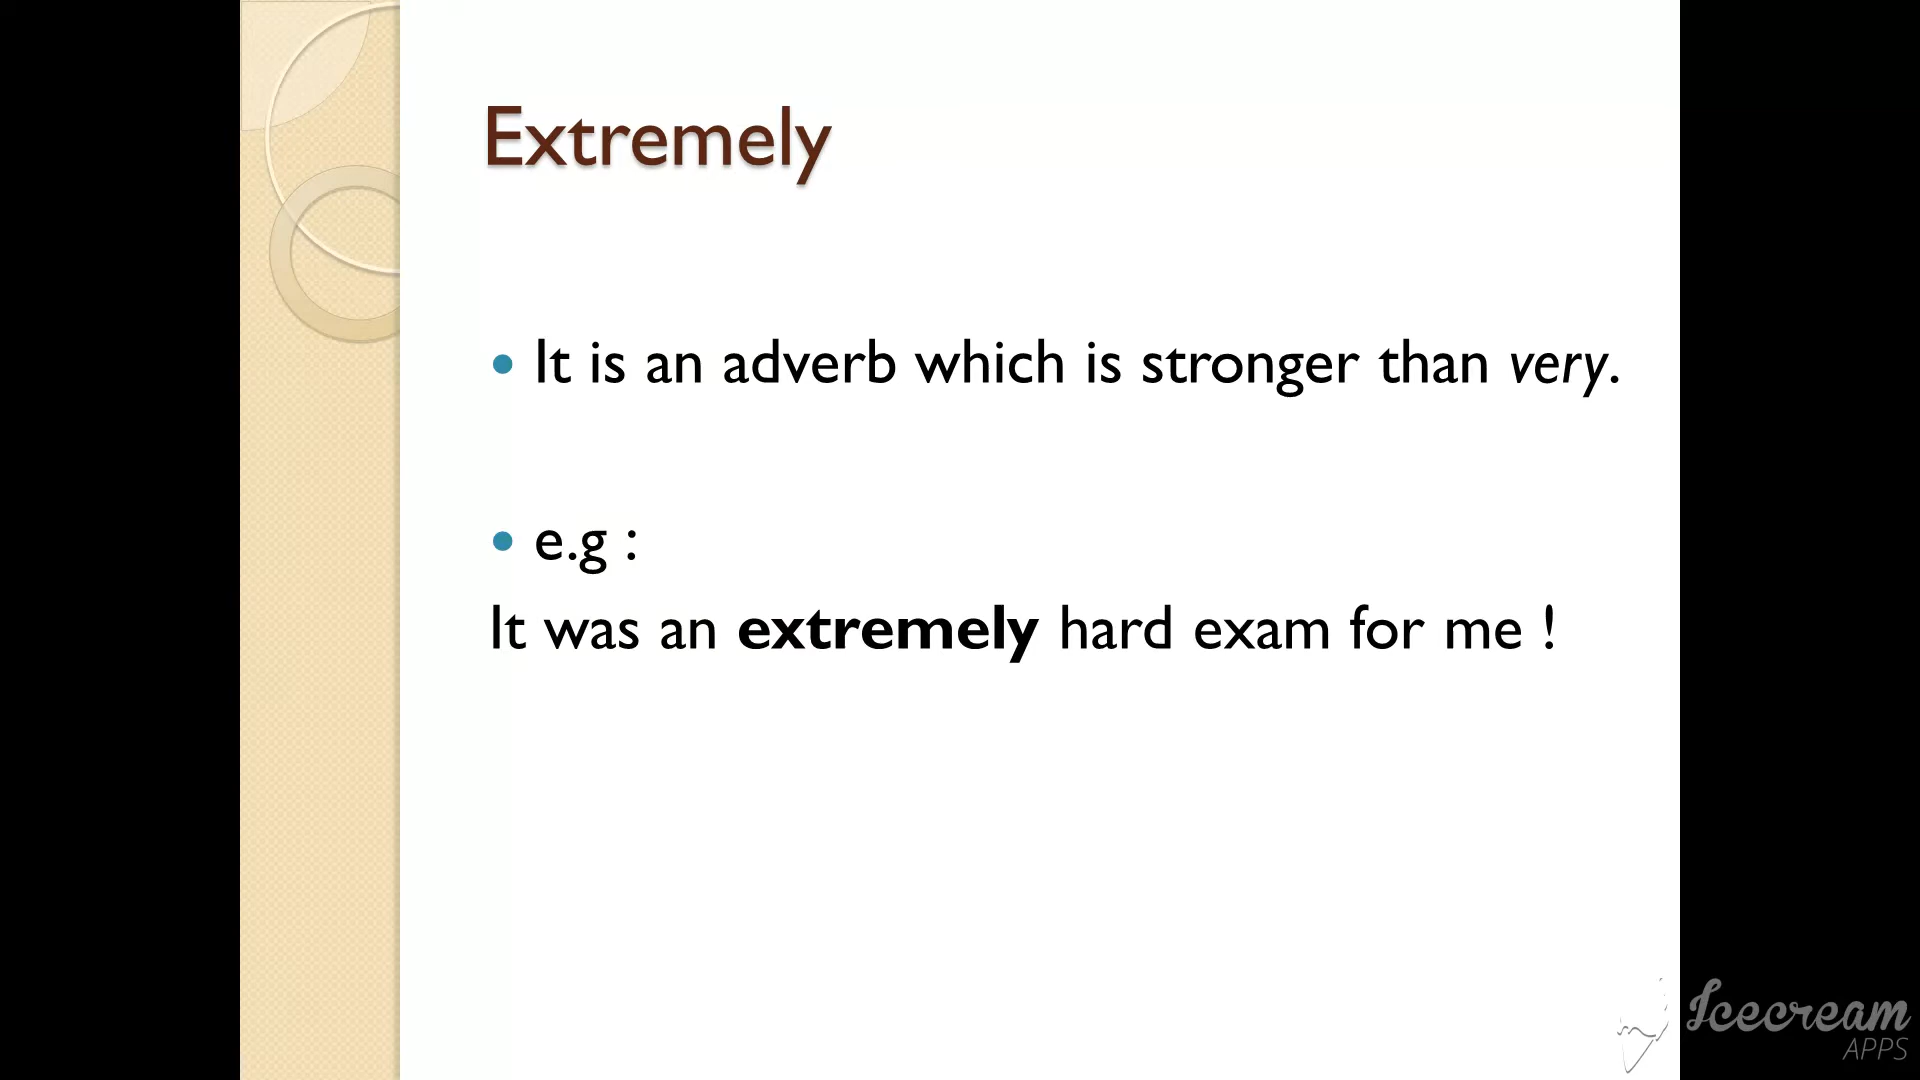 Extremely
• It is an adverb which is stronger than very.
• e.g :
It was an extremely hard exam for me !
Icecream
APPS